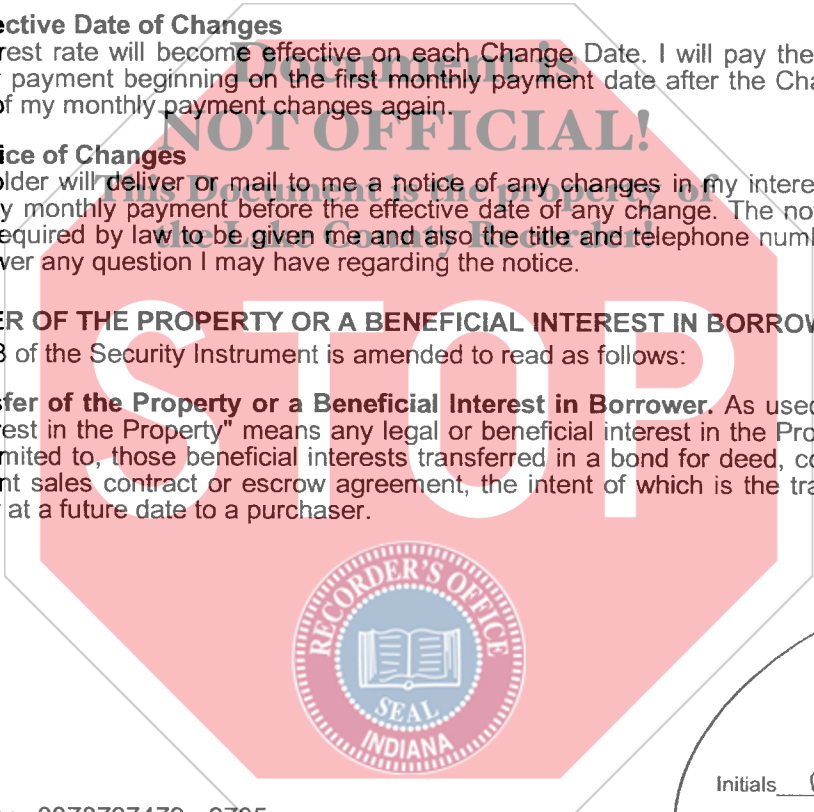 ective Date of Changes
rest rate will become effective on each Change Date. I will pay the
payment beginning on the first monthly payment date after the Cha
of my monthly payment changes again.
ice of Changes
older will deliver or mail to me a notice of any changes in my intere
y monthly payment before the effective date of any change. The not
equired by law to be given me and also the title and telephone numb
wer any question I may have regarding the notice.
ER OF THE PROPERTY OR A BENEFICIAL INTEREST IN BORROW
of the Security Instrument is amended to read as follows:
sfer of the Property or a Beneficial Interest in Borrower. As used
rest in the Property" means any legal or beneficial interest in the Pro
mited to, those beneficial interests transferred in a bond for deed, co
nt sales contract or escrow agreement, the intent of which is the tra
at a future date to a purchaser.
Document is
NOT OFFICIAL!
This Document is the property of
the Lake County Recorder!
STOP
RECORDER'S OFFICE
SEAL
INDIANA
Initials